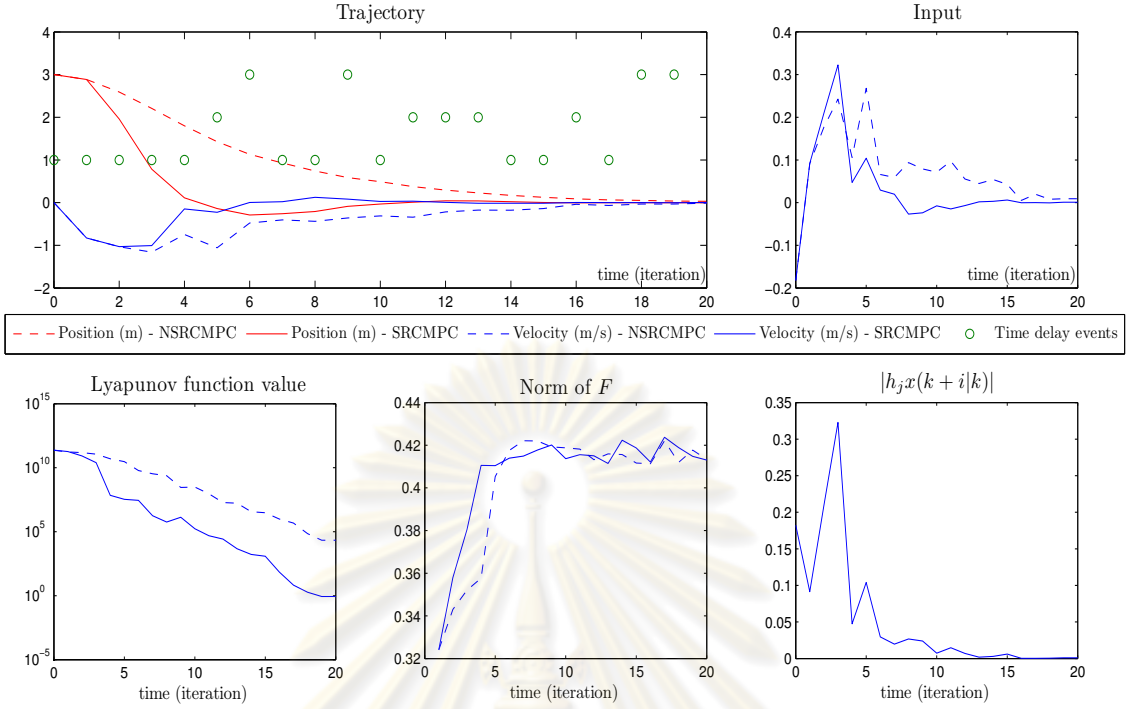 Trajectory
4
3
2
1
0
−1
−2
0 2 4 6 8 10 12 14 16 18 20
time (iteration)
Input
0.4
0.3
0.2
0.1
0
−0.1
−0.2
0 5 10 15 20
time (iteration)
Position (m) - NSRCMPC
Position (m) - SRCMPC
Velocity (m/s) - NSRCMPC
Velocity (m/s) - SRCMPC
Time delay events
Lyapunov function value
10^15
10^10
10^5
10^0
10^−5
0 5 10 15 20
time (iteration)
Norm of F
0.44
0.42
0.4
0.38
0.36
0.34
0.32
0 5 10 15 20
time (iteration)
|h_j x(k + i|k)|
0.35
0.3
0.25
0.2
0.15
0.1
0.05
0
0 5 10 15 20
time (iteration)